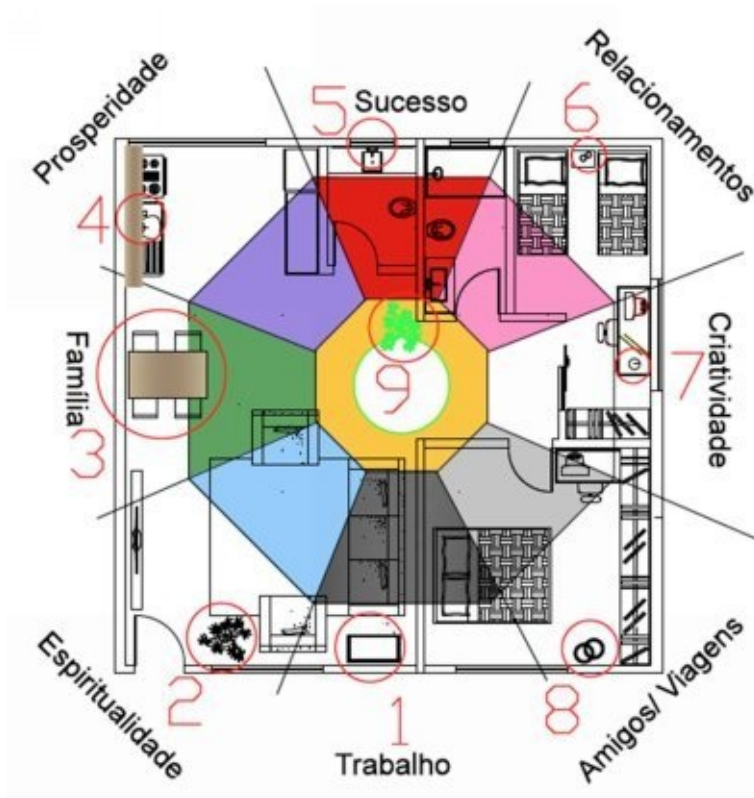 Prosperidade
5
Sucesso
6
Relacionamentos
4
Família
3
9
7
Criatividade
Espiritualidade
2
1
Trabalho
8
Amigos/ Viagens